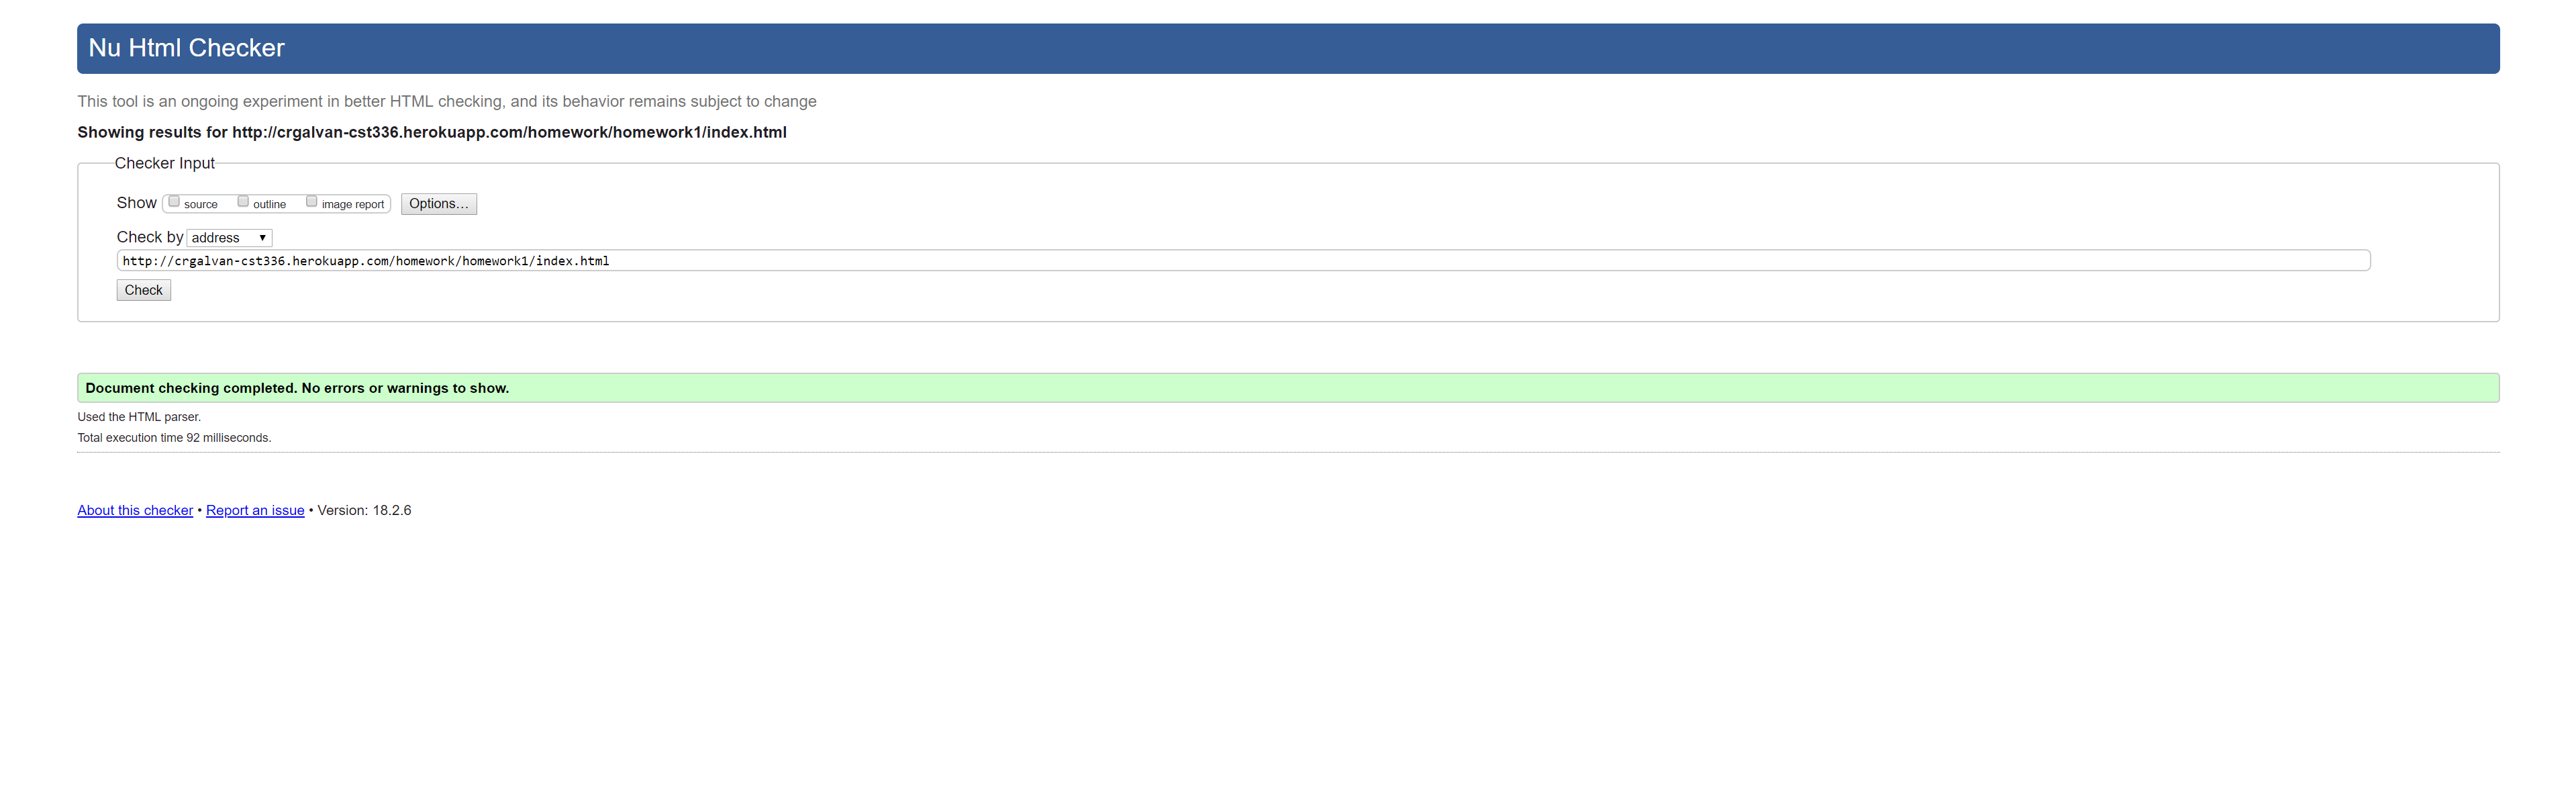 Nu Html Checker
This tool is an ongoing experiment in better HTML checking, and its behavior remains subject to change
Showing results for http://crgalvan-cst336.herokuapp.com/homework/homework1/index.html
Checker Input
Show source outline image report Options...
Check by address
http://crgalvan-cst336.herokuapp.com/homework/homework1/index.html
Check
Document checking completed. No errors or warnings to show.
Used the HTML parser.
Total execution time 92 milliseconds.
About this checker • Report an issue • Version: 18.2.6